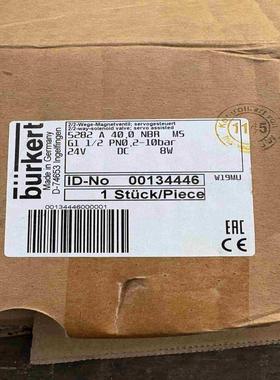 bürkert
Made in Germany
D-74653 Ingelfingen
2/2-Wege-Magnetventil; servogesteuert
2/2-way-solenoid valve; servo assisted
5282 A 40,0 NBR MS
G1 1/2 PN0,2-10bar
24V DC 8W
ID-No 00134446
W19MU
1 Stück/Piece
00134446000001
EAC
CE
115